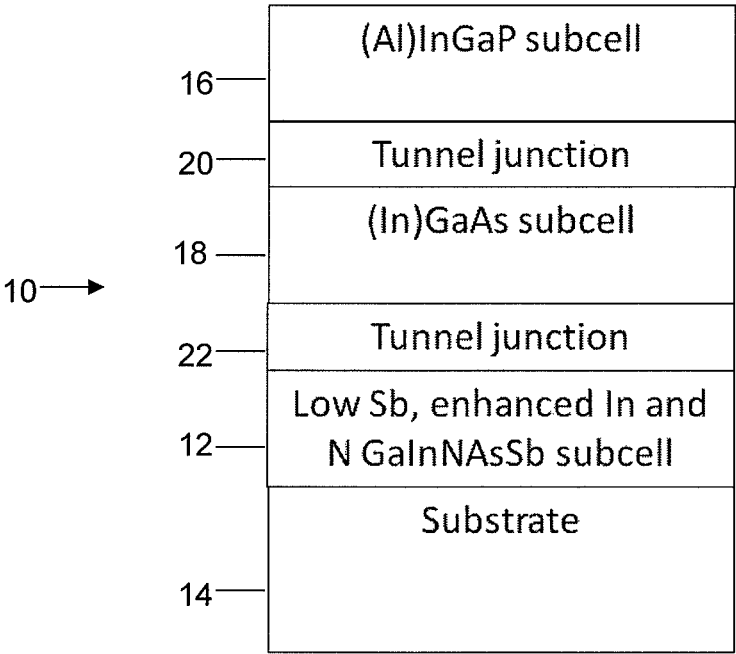 (Al)InGaP subcell
16
20
Tunnel junction
(In)GaAs subcell
18
10
Tunnel junction
22
Low Sb, enhanced In and
12
N GaInNAsSb subcell
Substrate
14